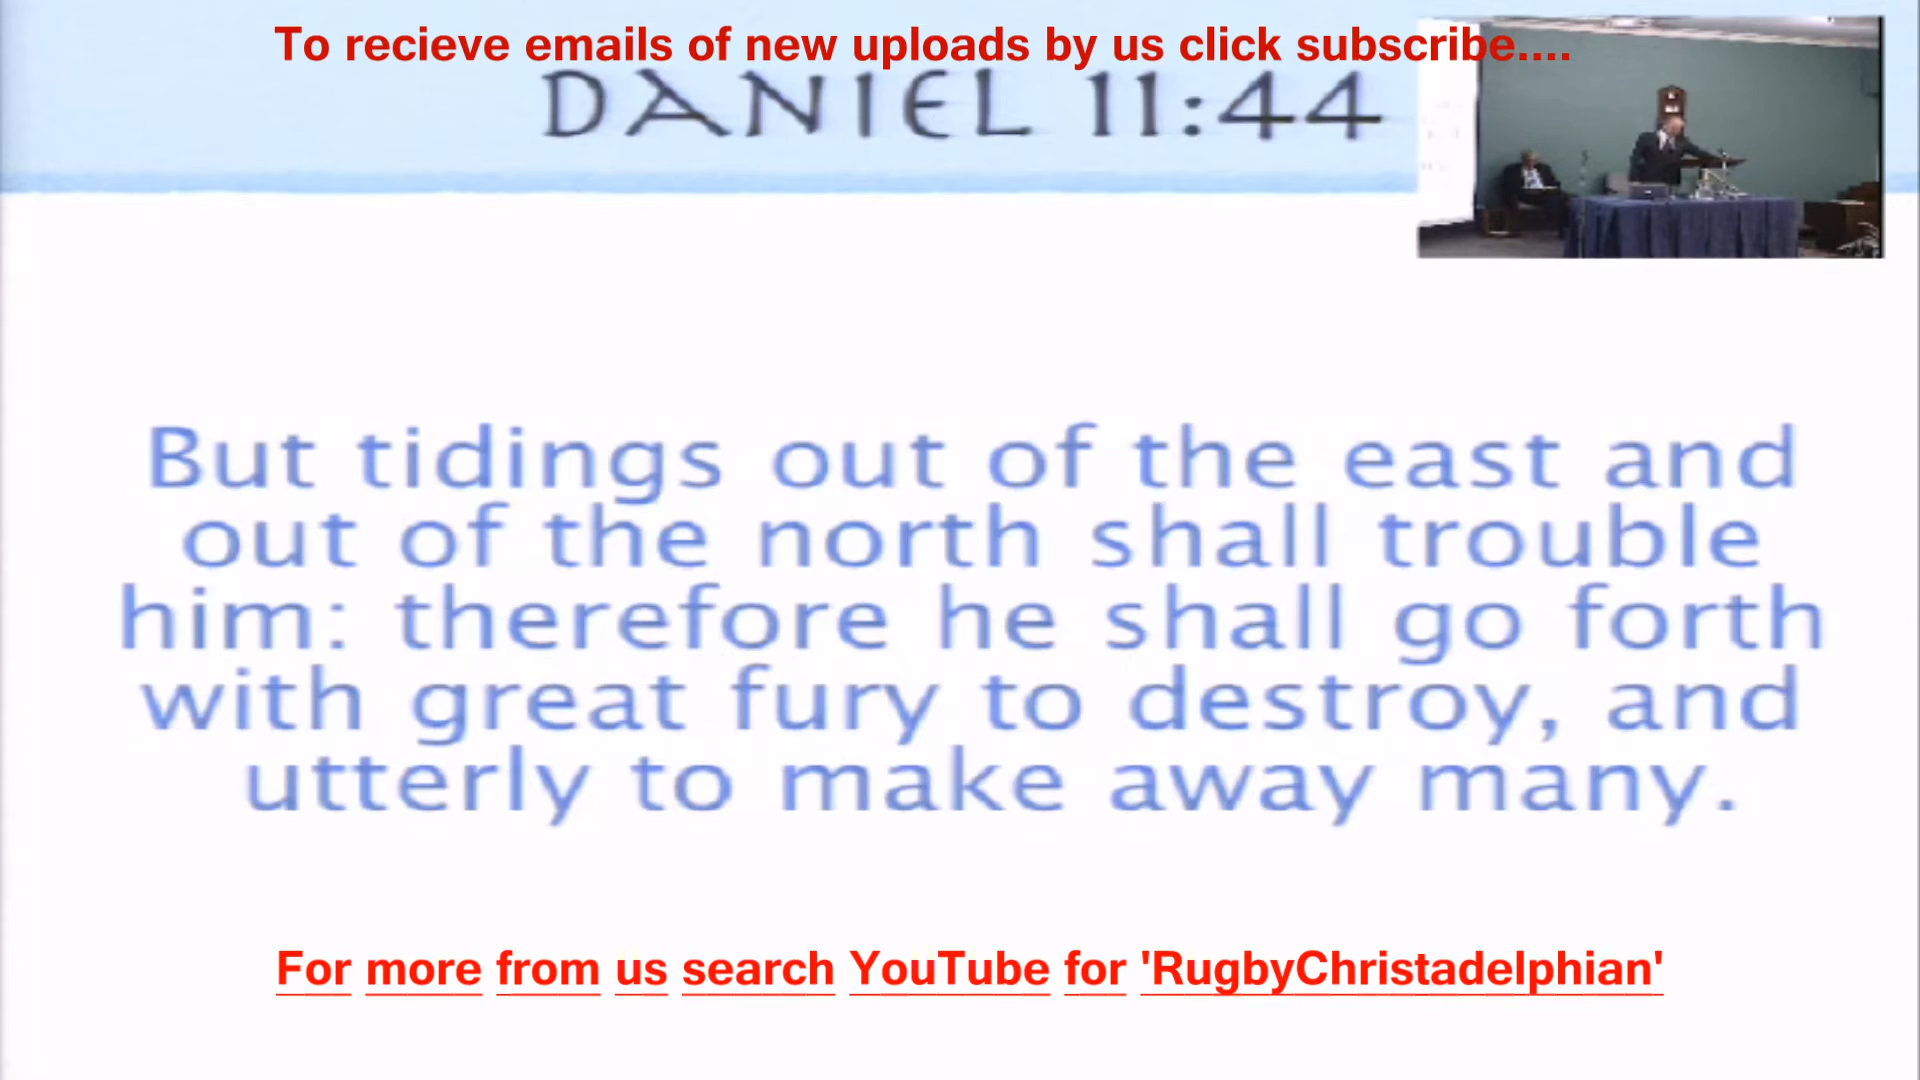 To recieve emails of new uploads by us click subscribe....
DANIEL 11:44
But tidings out of the east and
out of the north shall trouble
him: therefore he shall go forth
with great fury to destroy, and
utterly to make away many.
For more from us search YouTube for 'RugbyChristadelphian'